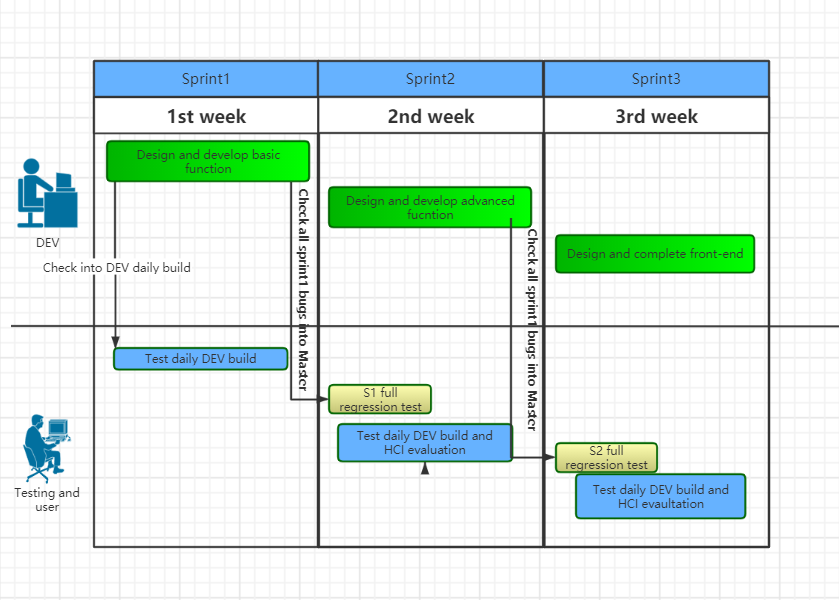 Sprint1
Sprint2
Sprint3
1st week
2nd week
3rd week
Design and develop basic
function
Design and develop advanced
fucntion
Design and complete front-end
DEV
Check into DEV daily build
Check all sprint1 bugs into Master
Check all sprint1 bugs into Master
Test daily DEV build
S1 full
regression test
Test daily DEV build and
HCI evaluation
S2 full
regression test
Test daily DEV build and
HCI evaultation
Testing and
user